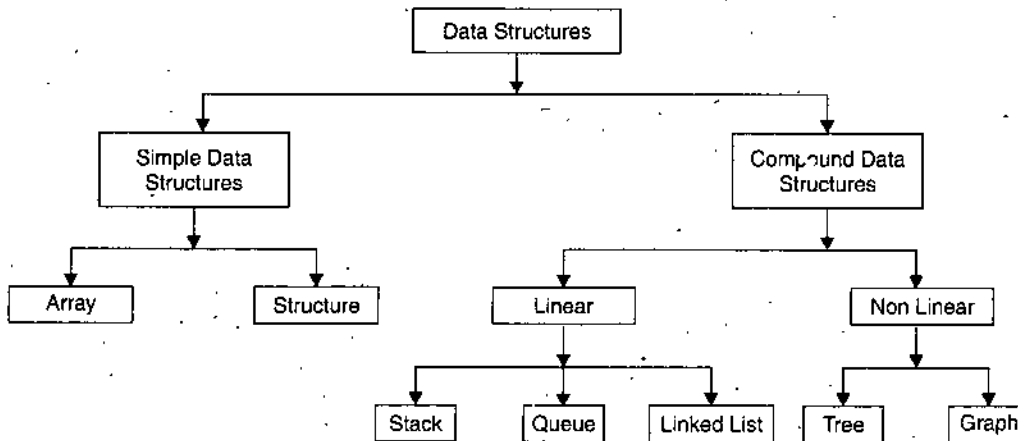 Data Structures
Simple Data
Structures
Compound Data
Structures
Array
Structure
Linear
Non Linear
Stack
Queue
Linked List
Tree
Graph